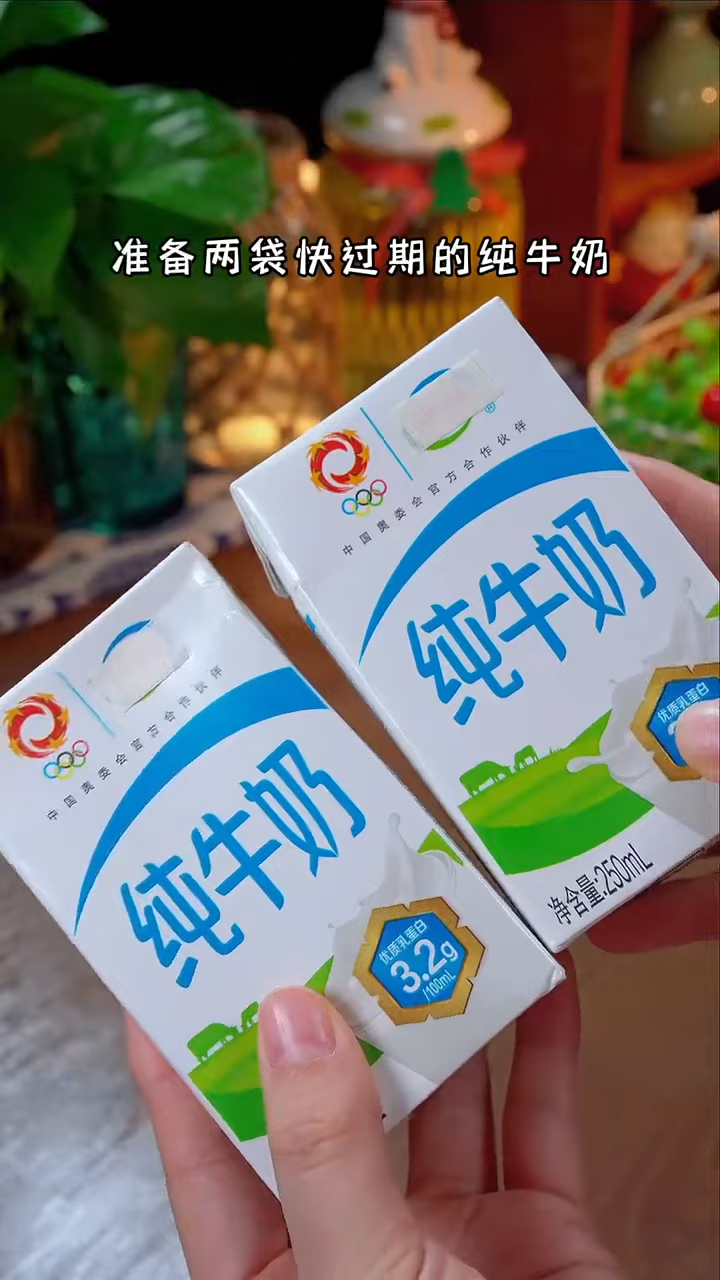 准备两袋快过期的纯牛奶
®
中国奥委会官方合作伙伴
纯牛奶
优质乳蛋白
净含量:250mL
中国奥委会官方合作伙伴
纯牛奶
优质乳蛋白
3.2g
/100mL